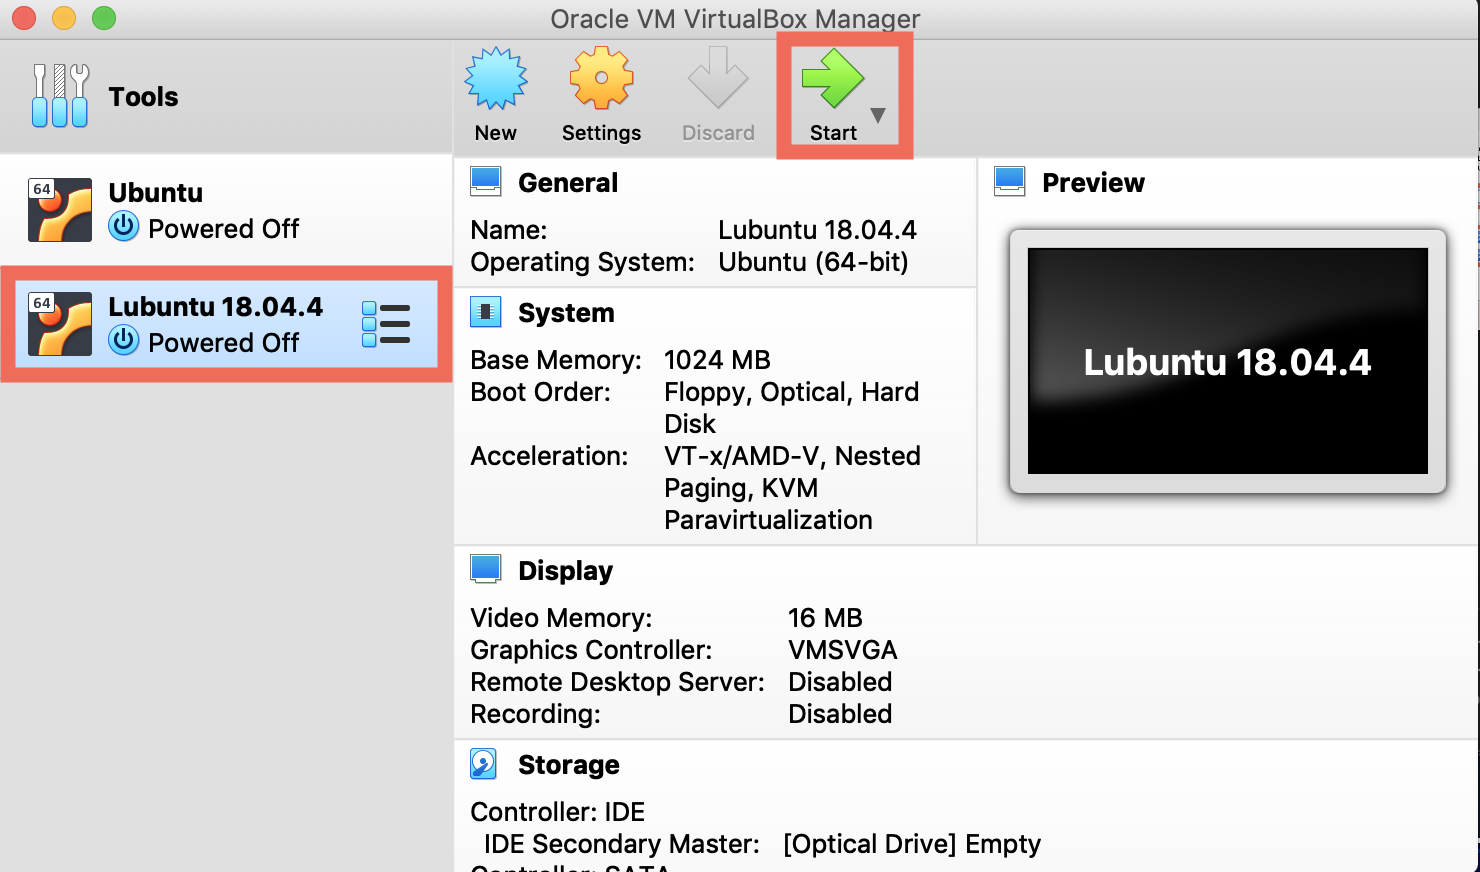 Oracle VM VirtualBox Manager
Tools
New
Settings
Discard
Start
64
Ubuntu
Powered Off
64
Lubuntu 18.04.4
Powered Off
General
Name: Lubuntu 18.04.4
Operating System: Ubuntu (64-bit)
System
Base Memory: 1024 MB
Boot Order: Floppy, Optical, Hard
Disk
Acceleration: VT-x/AMD-V, Nested
Paging, KVM
Paravirtualization
Preview
Lubuntu 18.04.4
Display
Video Memory: 16 MB
Graphics Controller: VMSVGA
Remote Desktop Server: Disabled
Recording: Disabled
Storage
Controller: IDE
IDE Secondary Master: [Optical Drive] Empty
Controller: SATA